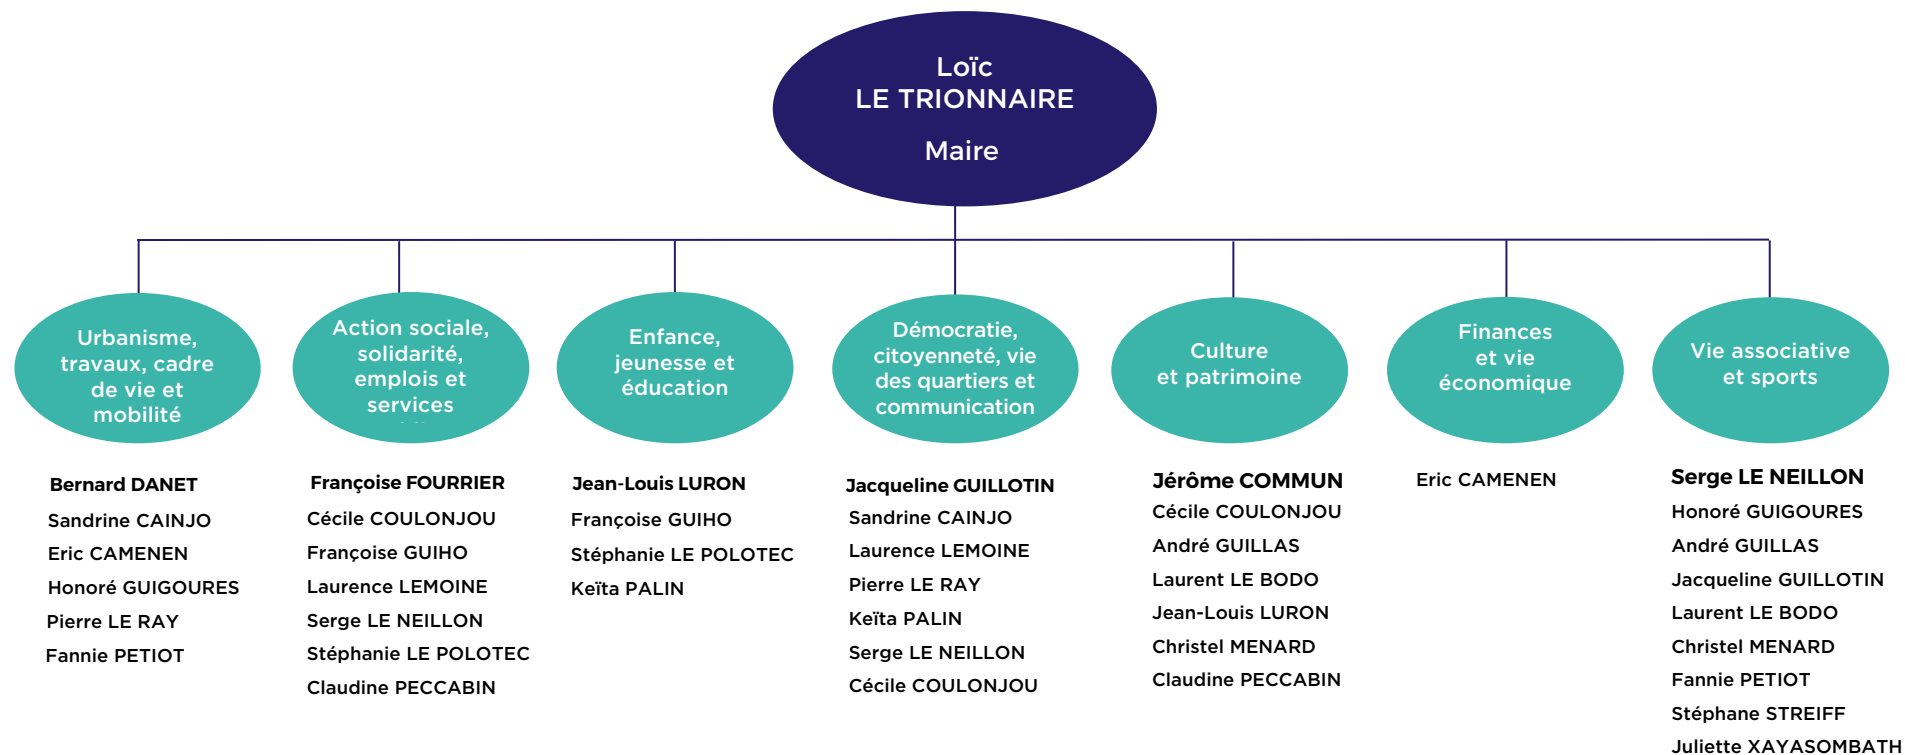 Loïc
LE TRIONNAIRE
Maire
Urbanisme,
travaux, cadre
de vie et
mobilité
Bernard DANET
Sandrine CAINJO
Eric CAMENEN
Honoré GUIGOURES
Pierre LE RAY
Fannie PETIOT
Action sociale,
solidarité,
emplois et
services
Françoise FOURRIER
Cécile COULONJOU
Françoise GUIHO
Laurence LEMOINE
Serge LE NEILLON
Stéphanie LE POLOTEC
Claudine PECCABIN
Enfance,
jeunesse et
éducation
Jean-Louis LURON
Françoise GUIHO
Stéphanie LE POLOTEC
Keïta PALIN
Démocratie,
citoyenneté, vie
des quartiers et
communication
Jacqueline GUILLOTIN
Sandrine CAINJO
Laurence LEMOINE
Pierre LE RAY
Keïta PALIN
Serge LE NEILLON
Cécile COULONJOU
Culture
et patrimoine
Jérôme COMMUN
Cécile COULONJOU
André GUILLAS
Laurent LE BODO
Jean-Louis LURON
Christel MENARD
Claudine PECCABIN
Finances
et vie
économique
Eric CAMENEN
Vie associative
et sports
Serge LE NEILLON
Honoré GUIGOURES
André GUILLAS
Jacqueline GUILLOTIN
Laurent LE BODO
Christel MENARD
Fannie PETIOT
Stéphane STREIFF
Juliette XAYASOMBATH